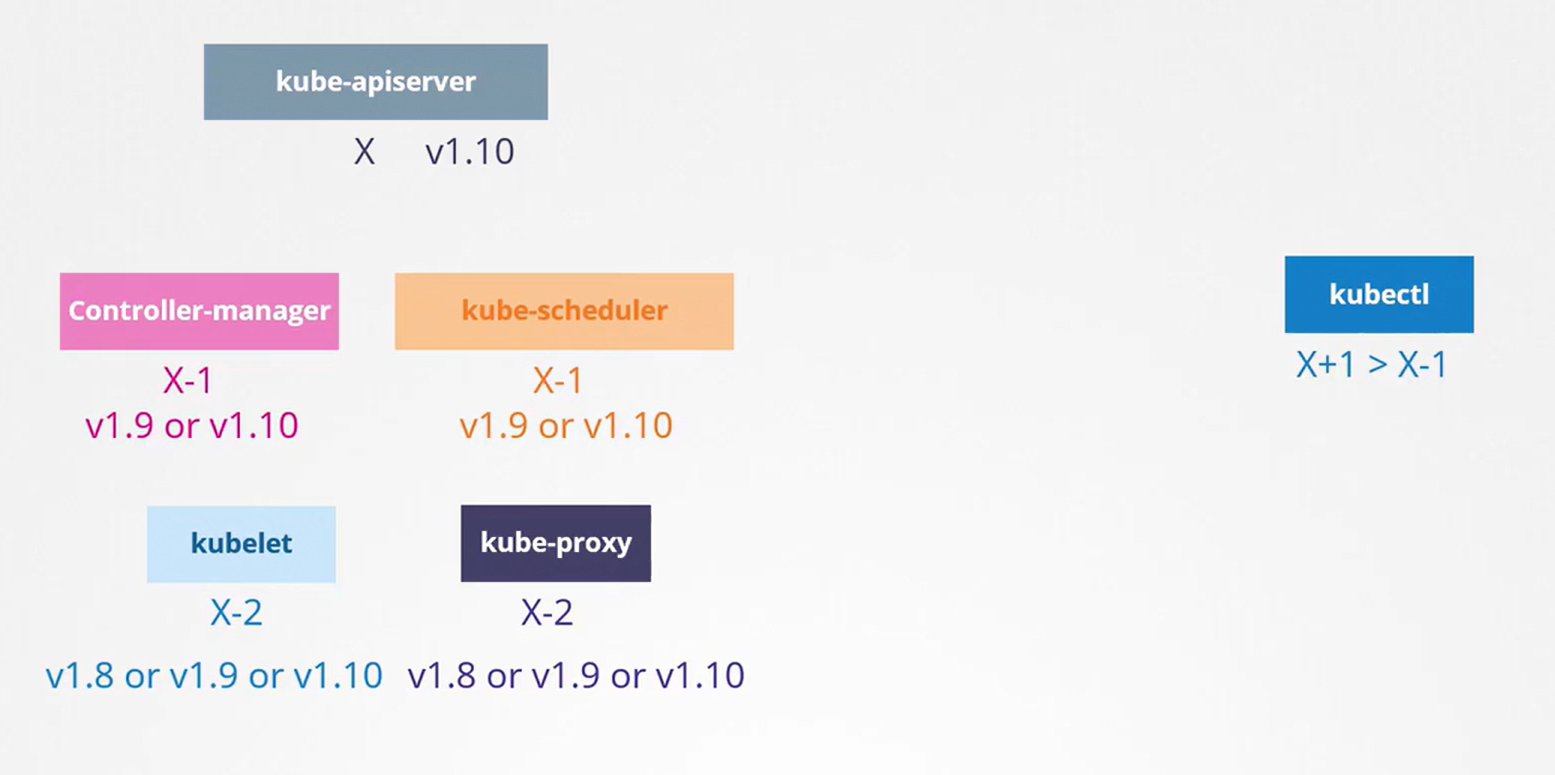 kube-apiserver
X v1.10
Controller-manager
X-1
v1.9 or v1.10
kube-scheduler
X-1
v1.9 or v1.10
kubectl
X+1 > X-1
kubelet
X-2
v1.8 or v1.9 or v1.10
kube-proxy
X-2
v1.8 or v1.9 or v1.10